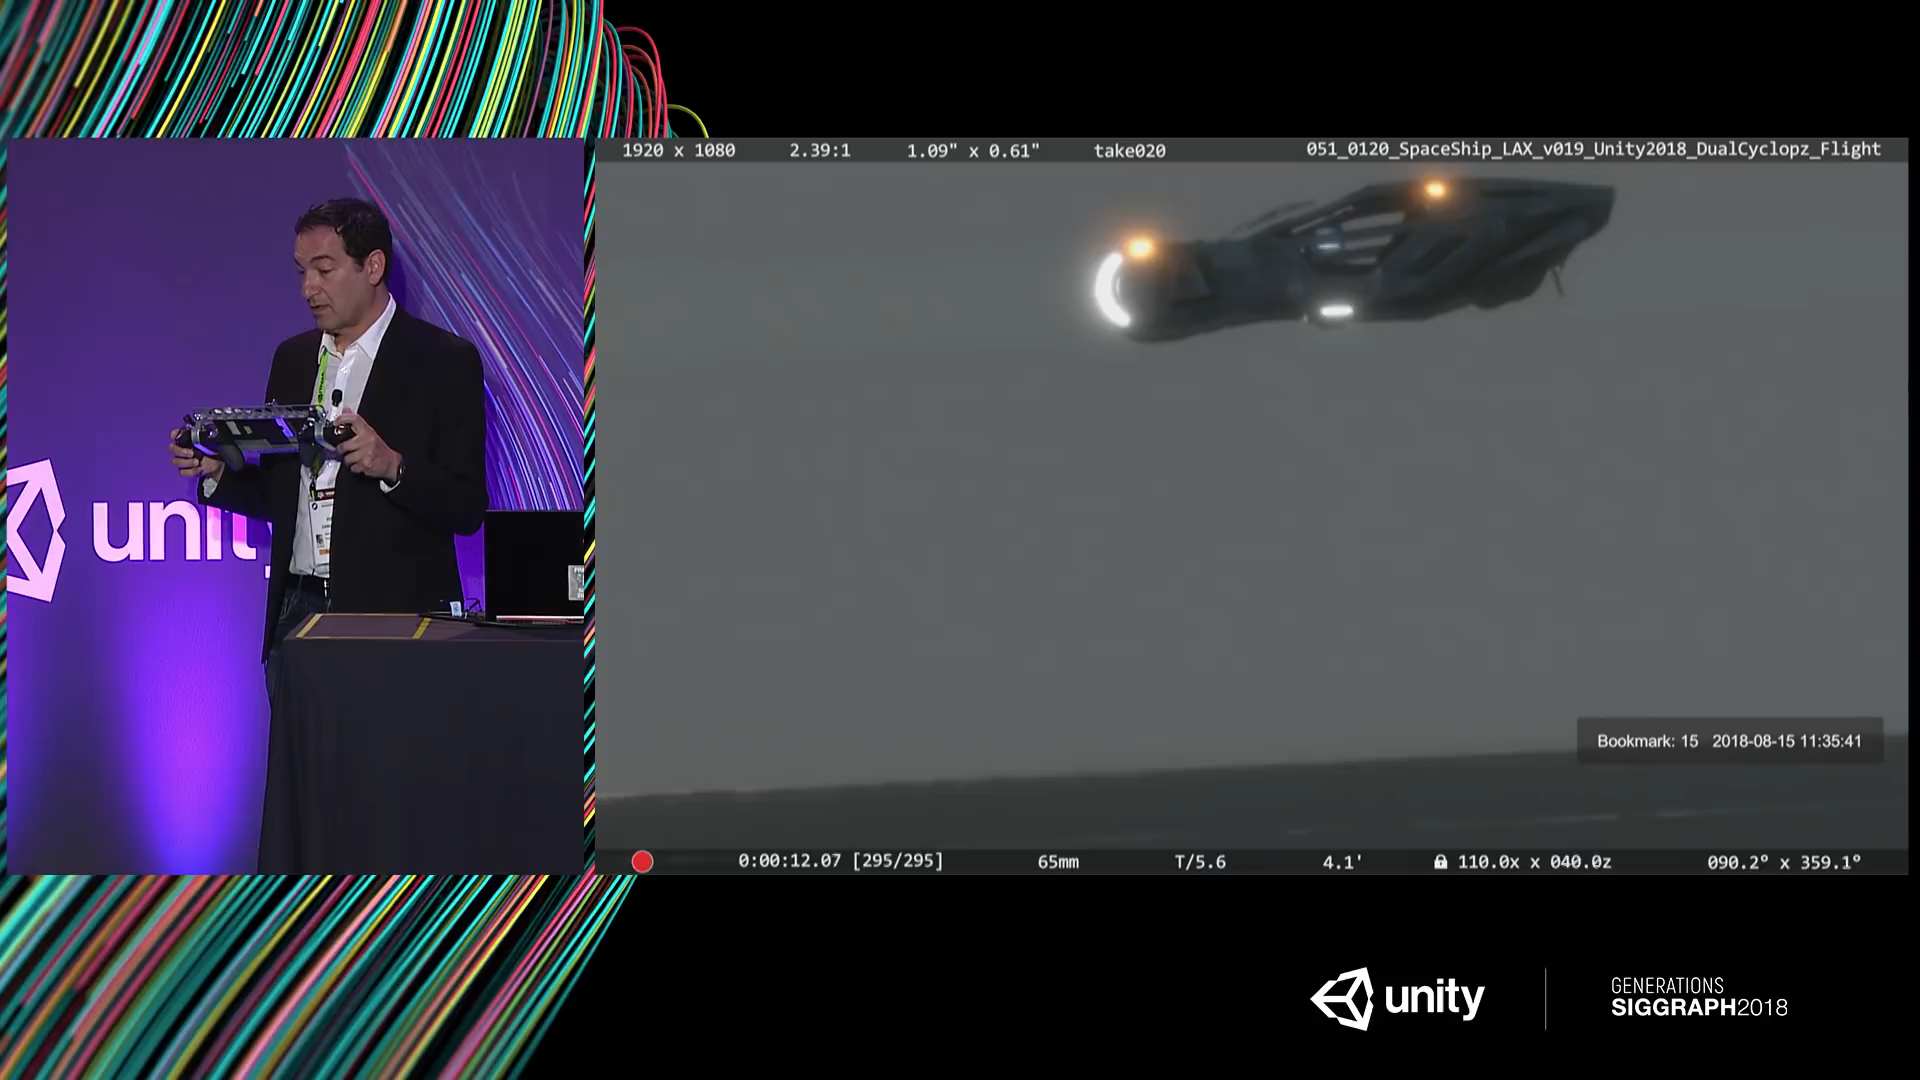 1920 x 1080 2.39:1 1.09" x 0.61" take020 051_0120_SpaceShip_LAX_v019_Unity2018_DualCyclopz_Flight
unity
Bookmark: 15 2018-08-15 11:35:41
0:00:12.07 [295/295] 65mm T/5.6 4.1' 110.0x x 040.0z 090.2° x 359.1°
unity
GENERATIONS
SIGGRAPH2018